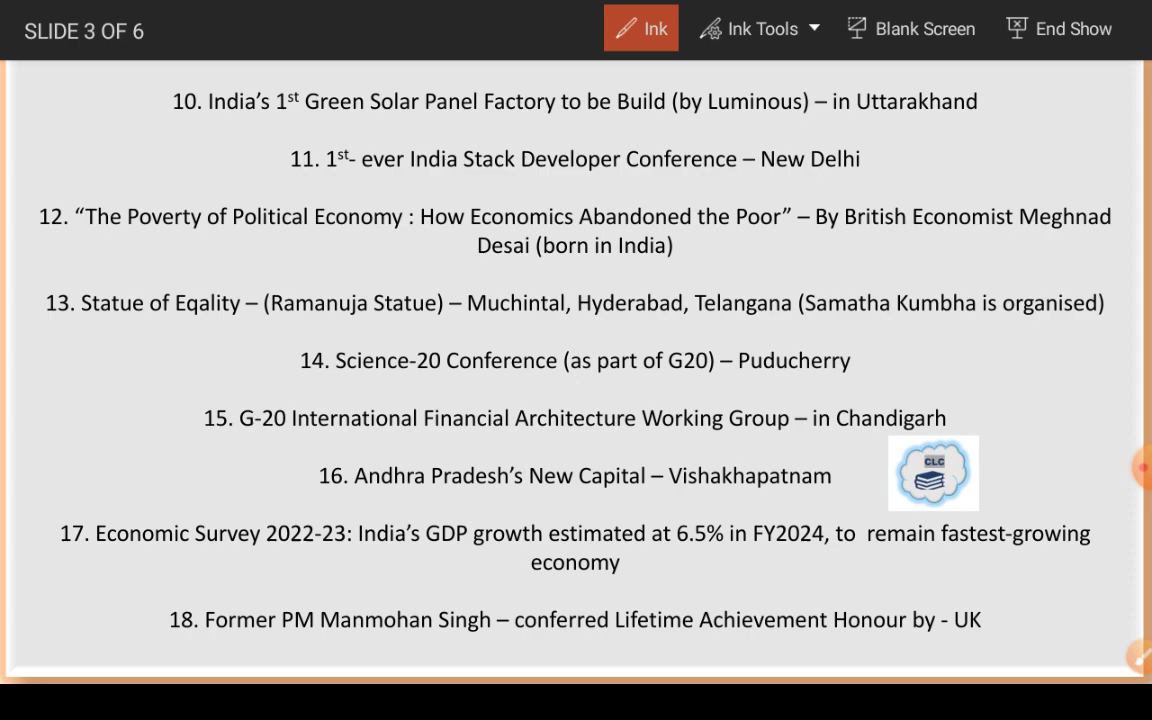 SLIDE 3 OF 6
Ink
Ink Tools
Blank Screen
End Show
10. India’s 1st Green Solar Panel Factory to be Build (by Luminous) – in Uttarakhand
11. 1st- ever India Stack Developer Conference – New Delhi
12. “The Poverty of Political Economy : How Economics Abandoned the Poor” – By British Economist Meghnad
Desai (born in India)
13. Statue of Eqality – (Ramanuja Statue) – Muchintal, Hyderabad, Telangana (Samatha Kumbha is organised)
14. Science-20 Conference (as part of G20) – Puducherry
15. G-20 International Financial Architecture Working Group – in Chandigarh
CLC
16. Andhra Pradesh’s New Capital – Vishakhapatnam
17. Economic Survey 2022-23: India’s GDP growth estimated at 6.5% in FY2024, to  remain fastest-growing
economy
18. Former PM Manmohan Singh – conferred Lifetime Achievement Honour by - UK